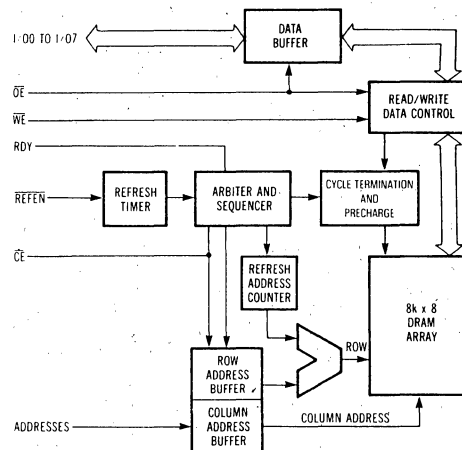 DATA
BUFFER
I/O0 TO I/O7
OE
READ/WRITE
DATA CONTROL
WE
RDY
REFEN
REFRESH
TIMER
ARBITER AND
SEQUENCER
CYCLE TERMINATION
AND
PRECHARGE
CE
REFRESH
ADDRESS
COUNTER
8k x 8
DRAM
ARRAY
ROW
ROW
ADDRESS
BUFFER
COLUMN
ADDRESS
BUFFER
ADDRESSES
COLUMN ADDRESS